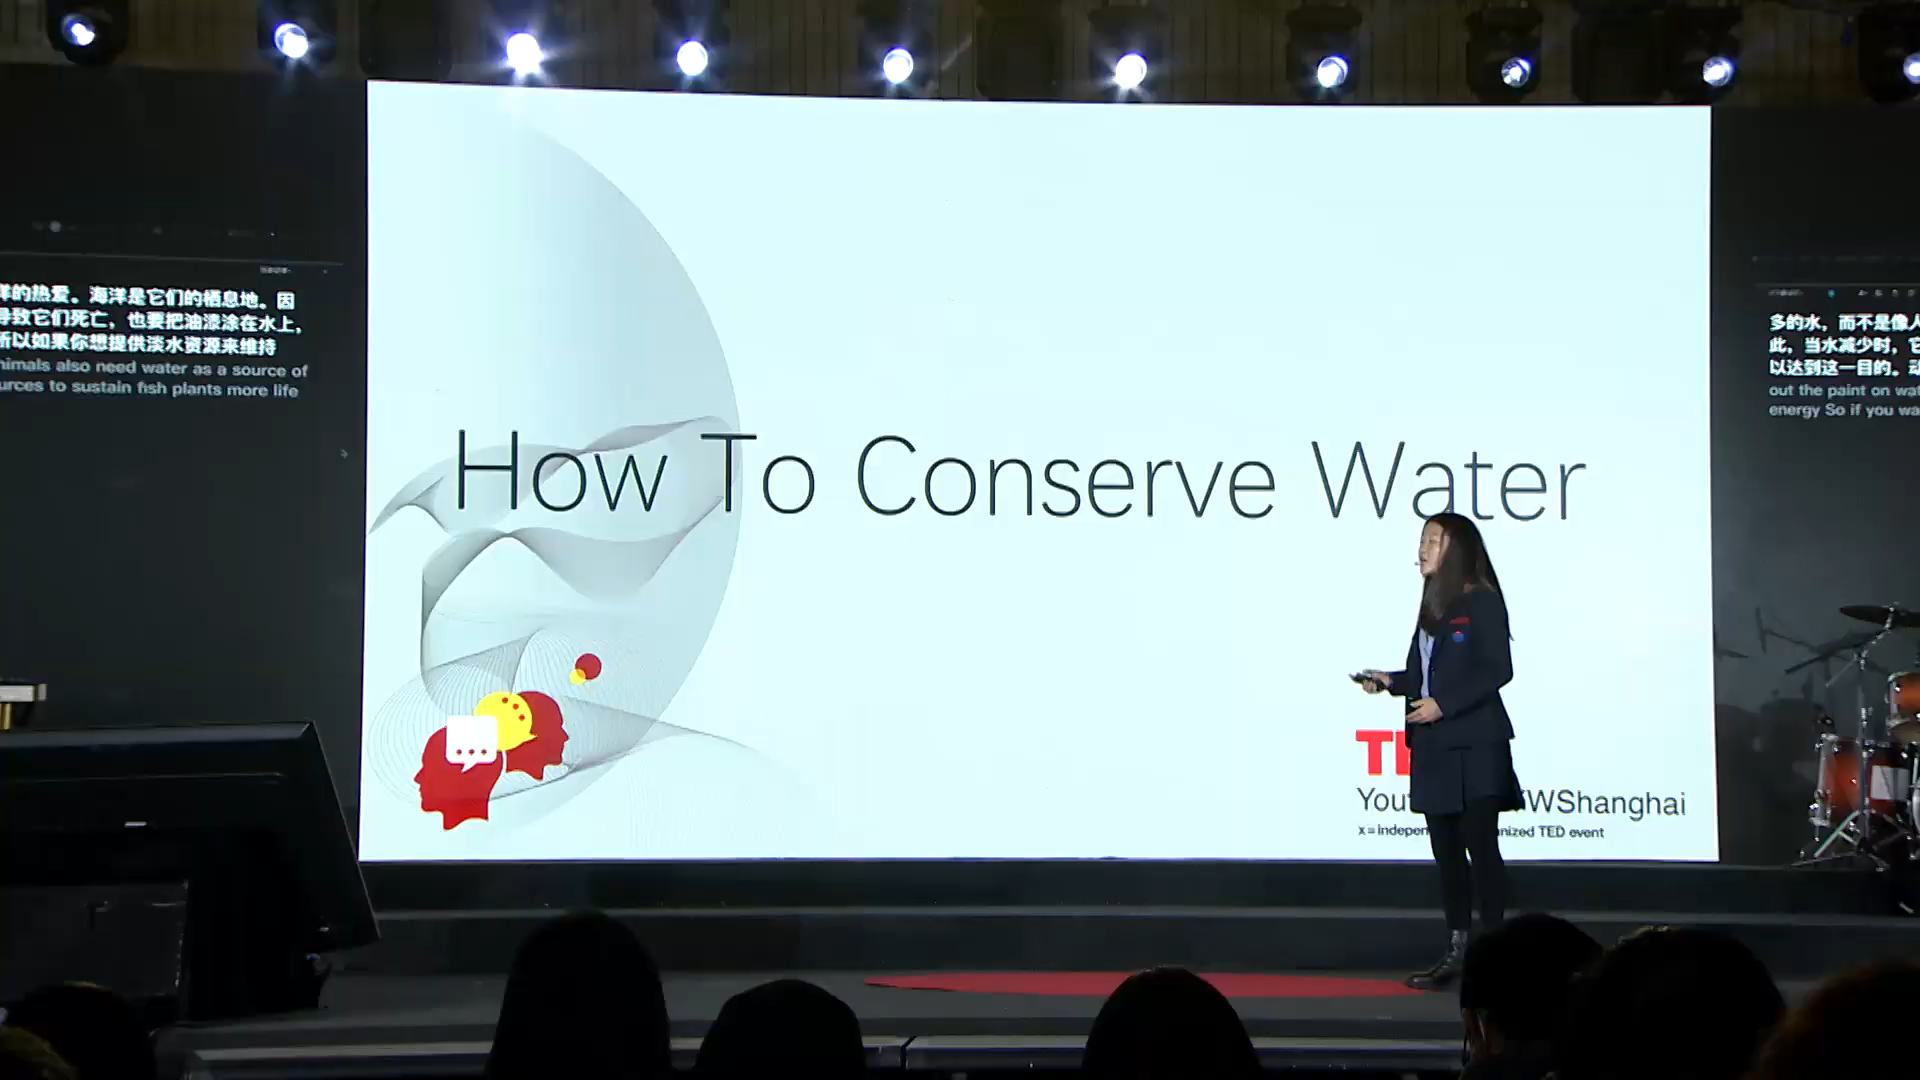 How To Conserve Water
洋的热爱。海洋是它们的栖息地。因
导致它们死亡，也要把油漆涂在水上，
所以如果你想提供淡水资源来维持
nimals also need water as a source of
urces to sustain fish plants more life
多的水，而不是像人
此，当水减少时，它
以达到这一目的。动
out the paint on wat
energy So if you wa
TE
You WShanghai
x = indepen nized TED event